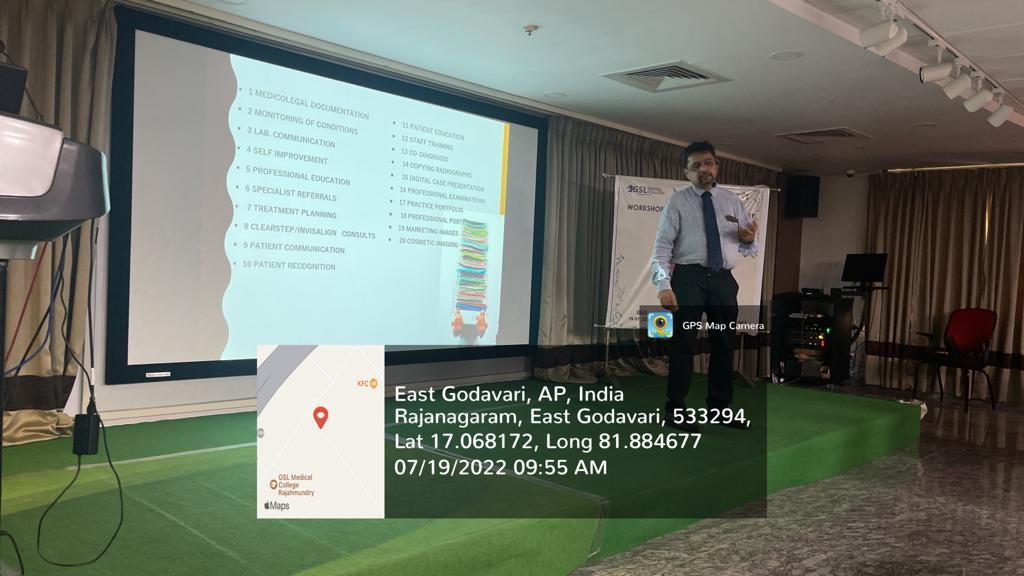 1 MEDICOLEGAL DOCUMENTATION
2 MONITORING OF CONDITIONS
3 LAB. COMMUNICATION
4 SELF IMPROVEMENT
5 PROFESSIONAL EDUCATION
6 SPECIALIST REFERRALS
7 TREATMENT PLANNING
8 CLEARSTEP/INVISALIGN CONSULTS
9 PATIENT COMMUNICATION
10 PATIENT RECOGNITION
11 PATIENT EDUCATION
12 STAFF TRAINING
13 CO-DIAGNOSIS
14 COPYING RADIOGRAPHS
15 DIGITAL CASE PRESENTATION
16 PROFESSIONAL EXAMINATIONS
17 PRACTICE PORTFOLIO
18 PROFESSIONAL
19 MARKETING IMAGES
20 COSMETIC IMAGING
GSL DENTAL
WORKSHOP
GPS Map Camera
KFC
GSL Medical
College
Rajahmundry
Maps
East Godavari, AP, India
Rajanagaram, East Godavari, 533294,
Lat 17.068172, Long 81.884677
07/19/2022 09:55 AM